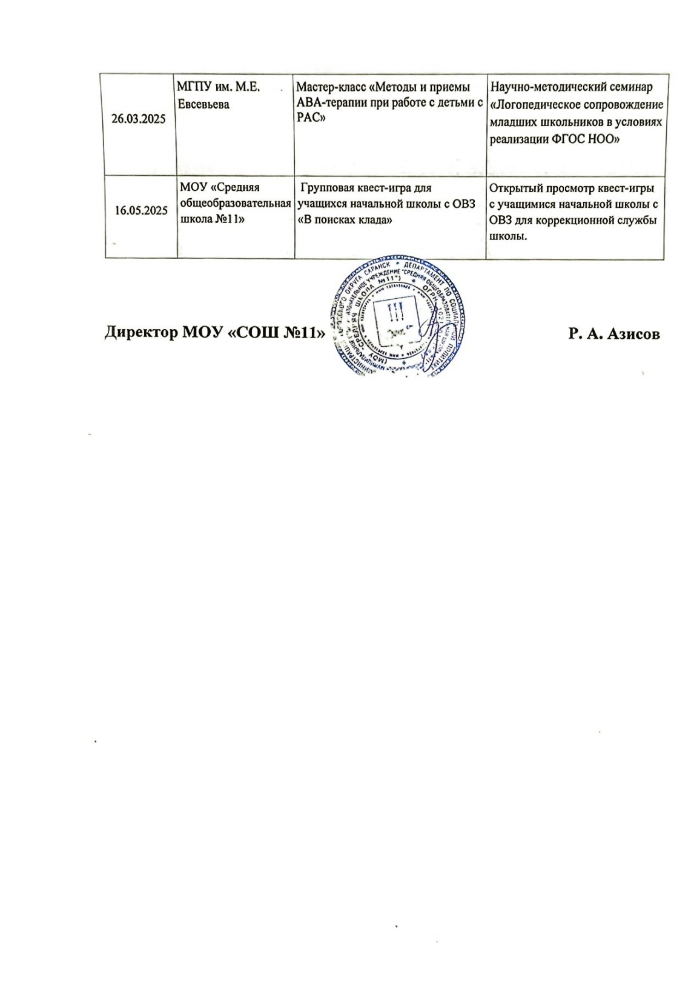 26.03.2025
МГПУ им. М.Е.
Евсевьева
Мастер-класс «Методы и приемы
АВА-терапии при работе с детьми с
РАС»
Научно-методический семинар
«Логопедическое сопровождение
младших школьников в условиях
реализации ФГОС НОО»
16.05.2025
МОУ «Средняя
общеобразовательная
школа №11»
Групповая квест-игра для
учащихся начальной школы с ОВЗ
«В поисках клада»
Открытый просмотр квест-игры
с учащимися начальной школы с
ОВЗ для коррекционной службы
школы.
ОКРУГА САРАНСК * ДЕПАРТАМЕНТ ПО СОЦИАЛЬНОЙ ПОЛИТИКЕ
УЧРЕЖДЕНИЕ "СРЕДНЯЯ ОБЩЕОБРАЗОВАТЕЛЬНАЯ
ШКОЛА №11") * ОГРН
(МОУ "СРЕДНЯЯ
Директор МОУ «СОШ №11»
Р. А. Азисов